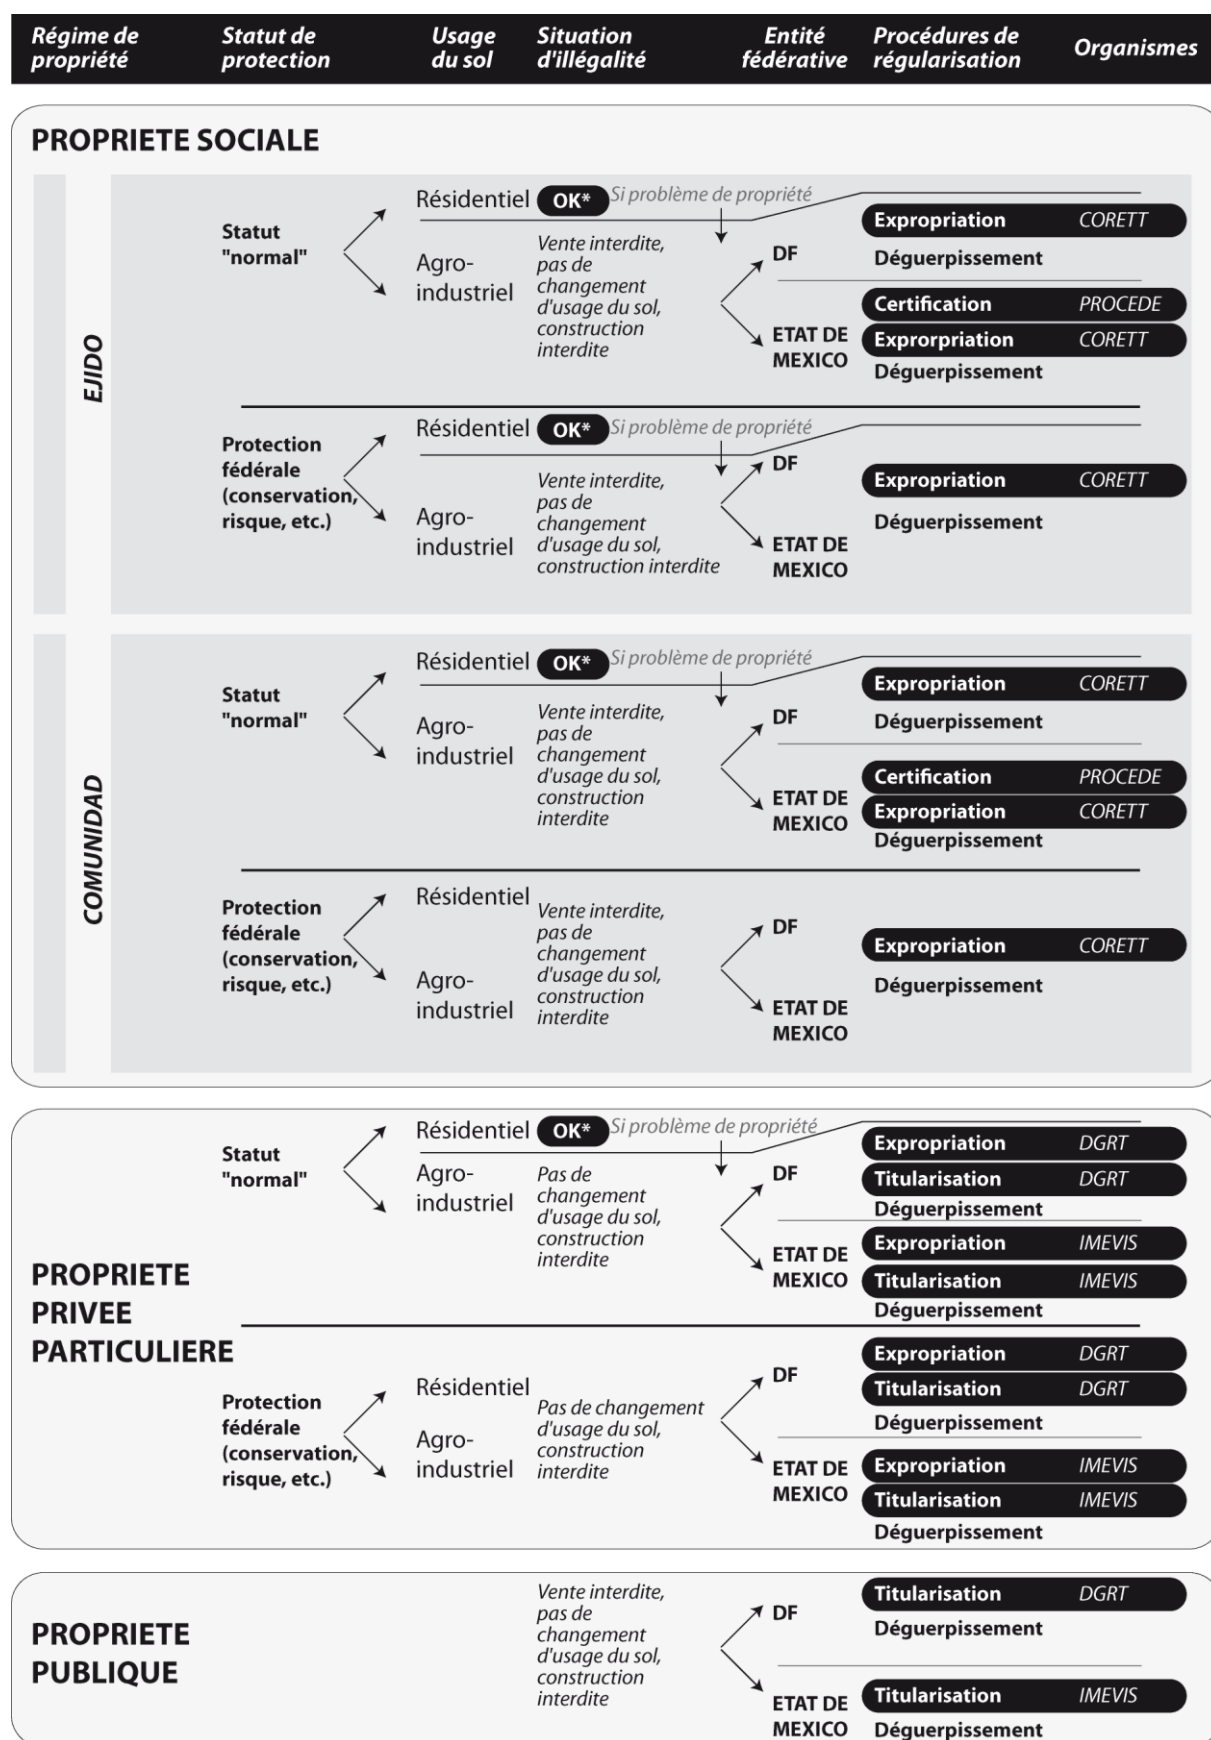 Régime de propriété
Statut de protection
Usage du sol
Situation d'illégalité
Entité fédérative
Procédures de régularisation
Organismes
PROPRIETE SOCIALE
EJIDO
Statut
"normal"
Résidentiel OK* Si problème de propriété
Agro-
industriel
Vente interdite,
pas de
changement
d'usage du sol,
construction
interdite
DF
Expropriation CORETT
Déguerpissement
ETAT DE
MEXICO
Certification PROCEDE
Exprorpriation CORETT
Déguerpissement
Protection
fédérale
(conservation,
risque, etc.)
Résidentiel OK* Si problème de propriété
Agro-
industriel
Vente interdite,
pas de
changement
d'usage du sol,
construction interdite
DF
ETAT DE
MEXICO
Expropriation CORETT
Déguerpissement
COMUNIDAD
Statut
"normal"
Résidentiel OK* Si problème de propriété
Agro-
industriel
Vente interdite,
pas de
changement
d'usage du sol,
construction
interdite
DF
Expropriation CORETT
Déguerpissement
ETAT DE
MEXICO
Certification PROCEDE
Expropriation CORETT
Déguerpissement
Protection
fédérale
(conservation,
risque, etc.)
Résidentiel
Agro-
industriel
Vente interdite,
pas de
changement
d'usage du sol,
construction
interdite
DF
ETAT DE
MEXICO
Expropriation CORETT
Déguerpissement
PROPRIETE
PRIVEE
PARTICULIERE
Statut
"normal"
Résidentiel OK* Si problème de propriété
Agro-
industriel
Pas de
changement
d'usage du sol,
construction
interdite
DF
Expropriation DGRT
Titularisation DGRT
Déguerpissement
ETAT DE
MEXICO
Expropriation IMEVIS
Titularisation IMEVIS
Déguerpissement
Protection
fédérale
(conservation,
risque, etc.)
Résidentiel
Agro-
industriel
Pas de changement
d'usage du sol,
construction
interdite
DF
Expropriation DGRT
Titularisation DGRT
Déguerpissement
ETAT DE
MEXICO
Expropriation IMEVIS
Titularisation IMEVIS
Déguerpissement
PROPRIETE
PUBLIQUE
Vente interdite,
pas de
changement
d'usage du sol,
construction
interdite
DF
Titularisation DGRT
Déguerpissement
ETAT DE
MEXICO
Titularisation IMEVIS
Déguerpissement